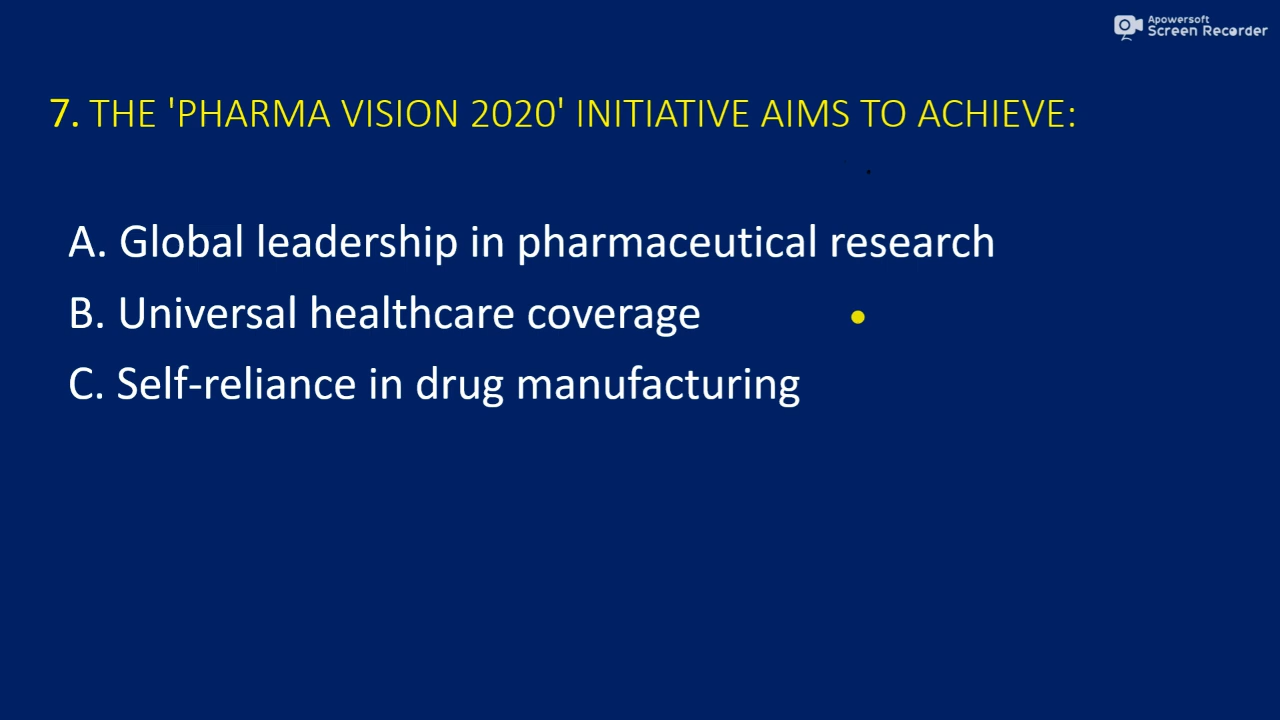 Apowersoft
Screen Recorder
7. THE 'PHARMA VISION 2020' INITIATIVE AIMS TO ACHIEVE:
A. Global leadership in pharmaceutical research
B. Universal healthcare coverage
C. Self-reliance in drug manufacturing